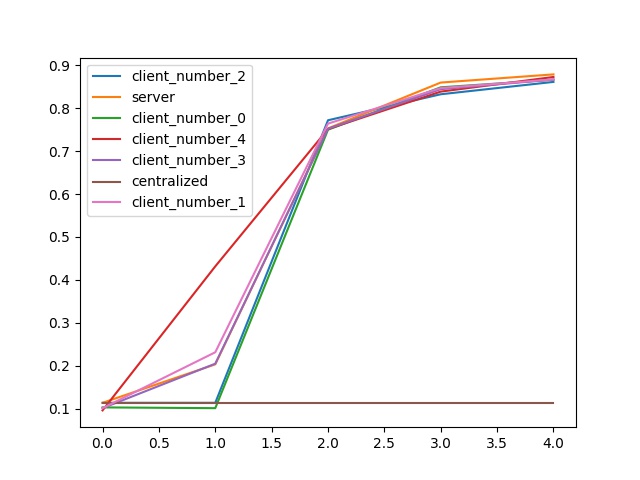 0.9
0.8
0.7
0.6
0.5
0.4
0.3
0.2
0.1
client_number_2
server
client_number_0
client_number_4
client_number_3
centralized
client_number_1
0.0 0.5 1.0 1.5 2.0 2.5 3.0 3.5 4.0